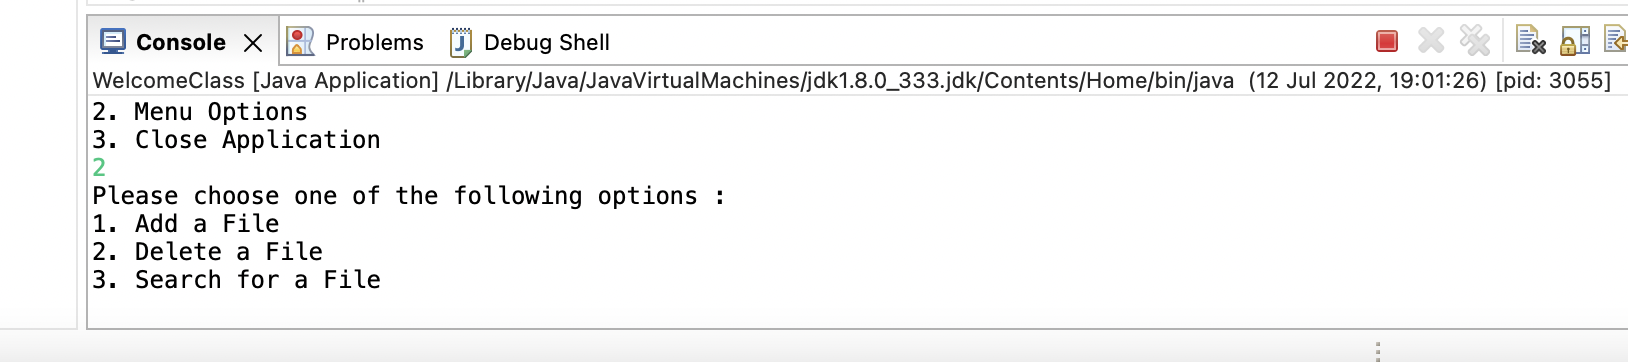 Console Problems Debug Shell
WelcomeClass [Java Application] /Library/Java/JavaVirtualMachines/jdk1.8.0_333.jdk/Contents/Home/bin/java (12 Jul 2022, 19:01:26) [pid: 3055]
2. Menu Options
3. Close Application
2
Please choose one of the following options :
1. Add a File
2. Delete a File
3. Search for a File